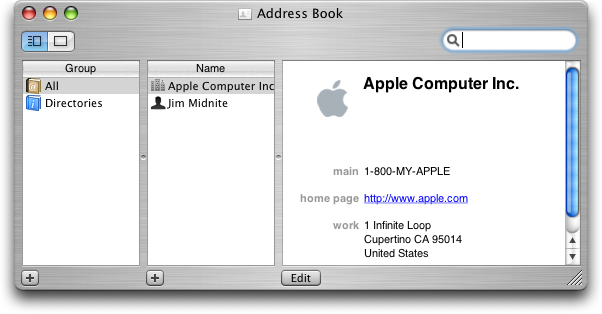 Address Book
Group
Name
All
Directories
Apple Computer Inc
Jim Midnite
Apple Computer Inc.
main 1-800-MY-APPLE
home page http://www.apple.com
work 1 Infinite Loop
Cupertino CA 95014
United States
Edit